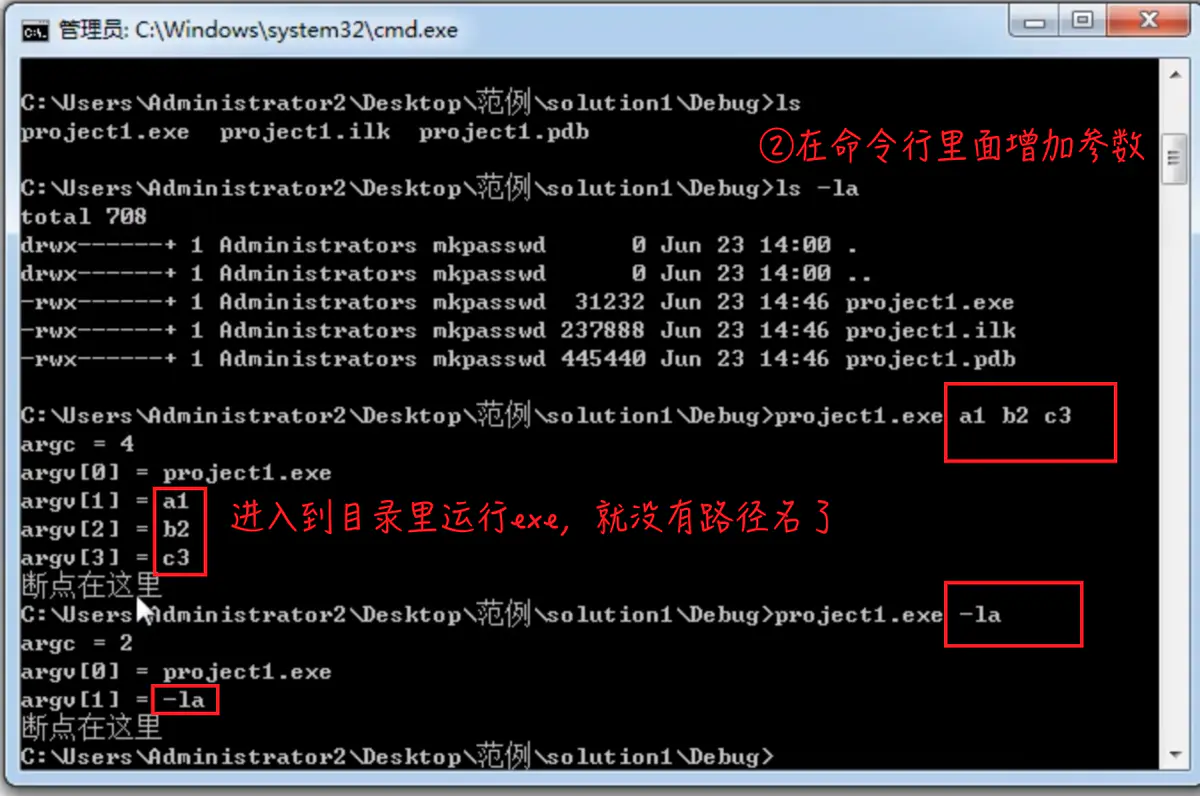 管理员: C:\Windows\system32\cmd.exe
C:\Users\Administrator2\Desktop\范例\solution1\Debug>ls
project1.exe  project1.ilk  project1.pdb
②在命令行里面增加参数
C:\Users\Administrator2\Desktop\范例\solution1\Debug>ls -la
total 708
drwx------+ 1 Administrators mkpasswd      0 Jun 23 14:00 .
drwx------+ 1 Administrators mkpasswd      0 Jun 23 14:00 ..
-rwx------+ 1 Administrators mkpasswd  31232 Jun 23 14:46 project1.exe
-rwx------+ 1 Administrators mkpasswd 237888 Jun 23 14:46 project1.ilk
-rwx------+ 1 Administrators mkpasswd 445440 Jun 23 14:46 project1.pdb
C:\Users\Administrator2\Desktop\范例\solution1\Debug>project1.exe a1 b2 c3
argc = 4
argv[0] = project1.exe
argv[1] = a1
进入到目录里运行exe, 就没有路径名了
argv[2] = b2
argv[3] = c3
断点在这里
C:\Users\Administrator2\Desktop\范例\solution1\Debug>project1.exe -la
argc = 2
argv[0] = project1.exe
argv[1] = -la
断点在这里
C:\Users\Administrator2\Desktop\范例\solution1\Debug>